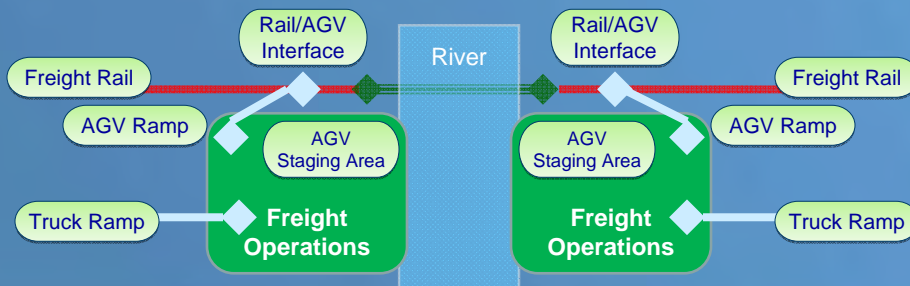 Rail/AGV
Interface
River
Rail/AGV
Interface
Freight Rail
Freight Rail
AGV Ramp
AGV
Staging Area
AGV
Staging Area
AGV Ramp
Truck Ramp
Freight
Operations
Freight
Operations
Truck Ramp